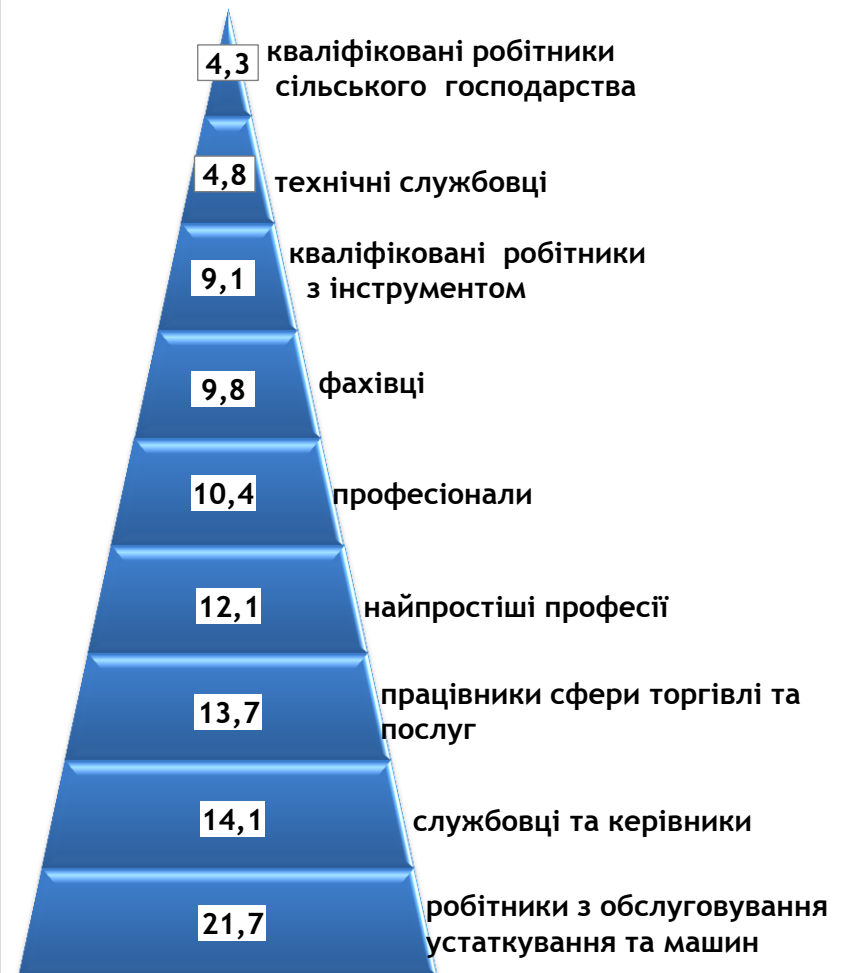 4,3
кваліфіковані робітники
сільського господарства
4,8
технічні службовці
9,1
кваліфіковані робітники
з інструментом
9,8
фахівці
10,4
професіонали
12,1
найпростіші професії
13,7
працівники сфери торгівлі та
послуг
14,1
службовці та керівники
21,7
робітники з обслуговування
устаткування та машин